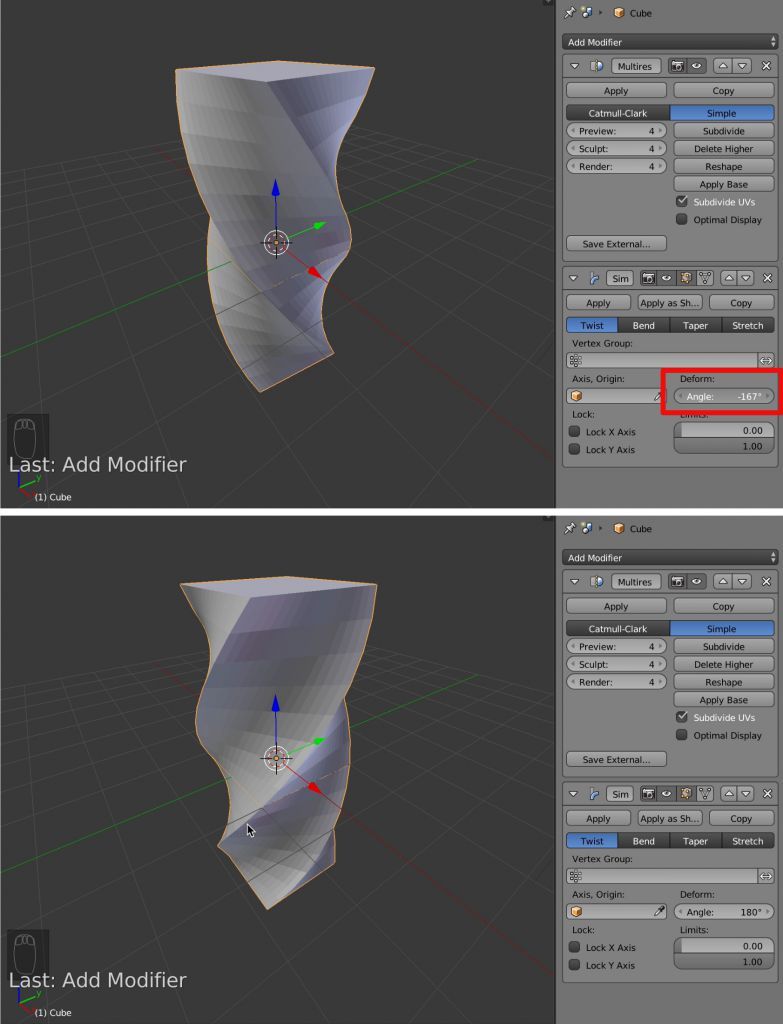 Cube
Add Modifier
Multires
Apply Copy
Catmull-Clark Simple
Preview: 4 Subdivide
Sculpt: 4 Delete Higher
Render: 4 Reshape
Apply Base
Subdivide UVs
Optimal Display
Save External...
Sim
Apply Apply as Sh... Copy
Twist Bend Taper Stretch
Vertex Group:
Axis, Origin: Deform:
Angle: -167°
Lock: Limits:
Lock X Axis 0.00
Lock Y Axis 1.00
Last: Add Modifier
y
(1) Cube
Cube
Add Modifier
Multires
Apply Copy
Catmull-Clark Simple
Preview: 4 Subdivide
Sculpt: 4 Delete Higher
Render: 4 Reshape
Apply Base
Subdivide UVs
Optimal Display
Save External...
Sim
Apply Apply as Sh... Copy
Twist Bend Taper Stretch
Vertex Group:
Axis, Origin: Deform:
Angle: 180°
Lock: Limits:
Lock X Axis 0.00
Lock Y Axis 1.00
Last: Add Modifier
y
(1) Cube